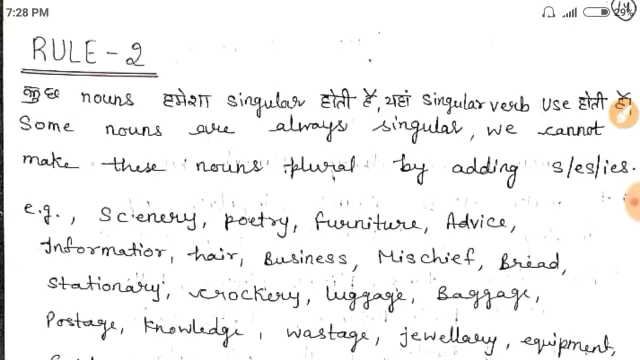 7:28 PM
29%
RULE - 2
कुछ nouns हमेशा singular होती हैं, यहां singular verb use होती हैं।
Some nouns are always singular, we cannot
make these nouns plural by adding s/es/ies.
e.g., Scenery, poetry, furniture, Advice,
Information, hair, Business, Mischief, Bread,
Stationary, crockery, luggage, Baggage,
Postage, knowledge, wastage, jewellary, equipment,